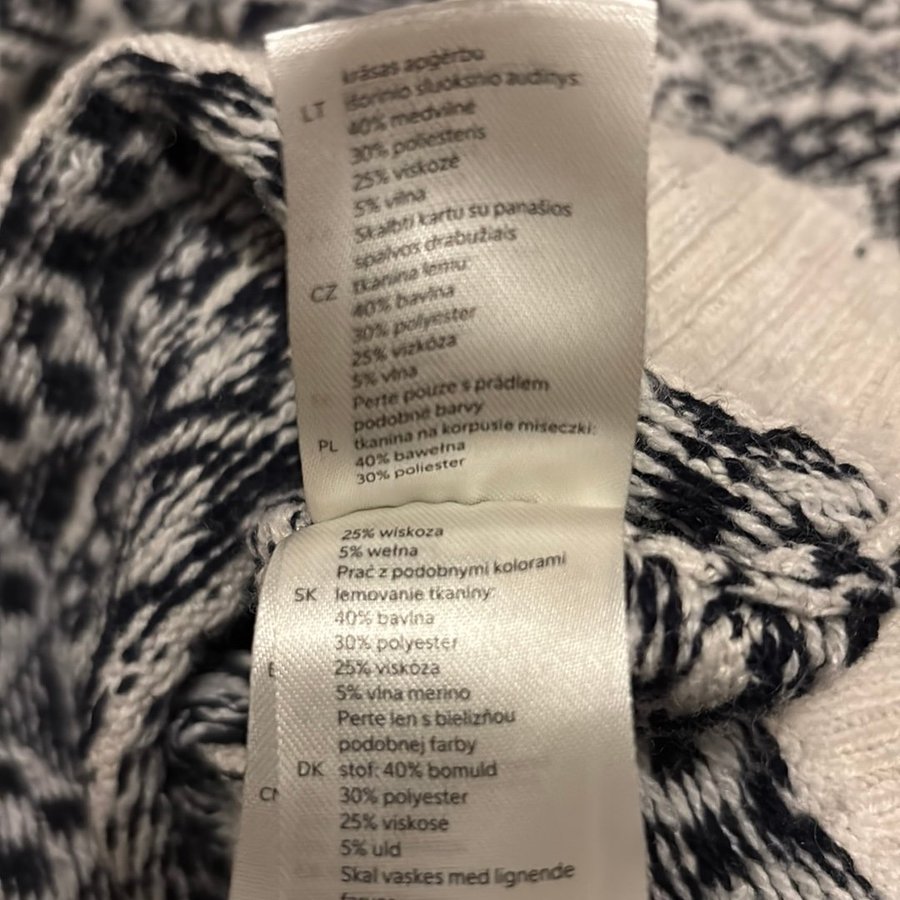 krāsas apģērbu
LT išorinio sluoksnio audinys:
40% medvilnė
30% poliesteris
25% viskozė
5% vilna
Skalbti kartu su panašios
spalvos drabužiais
CZ tkanina lemu:
40% bavlna
30% polyester
25% vizkóza
5% vlna
Perte pouze s prádlem
podobné barvy
PL tkanina na korpusie miseczki:
40% bawełna
30% poliester
25% wiskoza
5% wełna
Prać z podobnymi kolorami
SK lemovanie tkaniny:
40% bavlna
30% polyester
25% viskóza
5% vlna merino
Perte len s bielizňou
podobnej farby
DK stof: 40% bomuld
30% polyester
25% viskose
5% uld
Skal vaskes med lignende